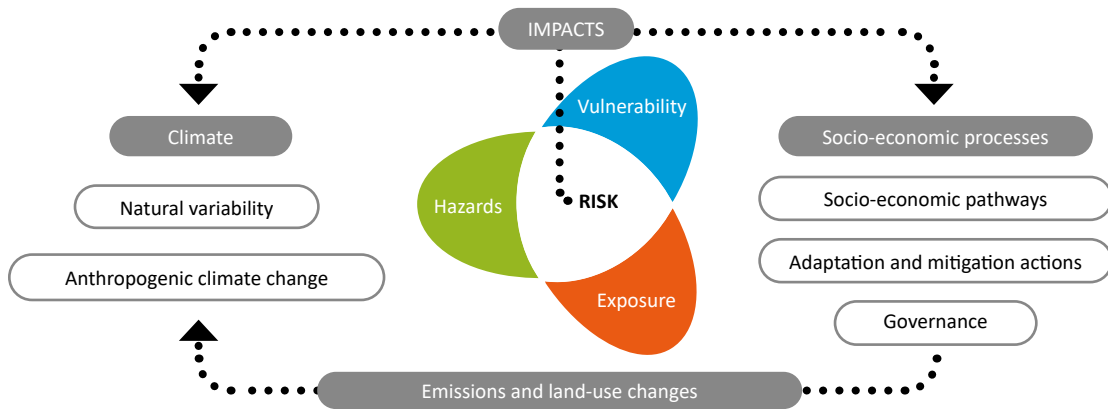 IMPACTS
Climate
Natural variability
Anthropogenic climate change
Vulnerability
Hazards
RISK
Exposure
Socio-economic processes
Socio-economic pathways
Adaptation and mitigation actions
Governance
Emissions and land-use changes